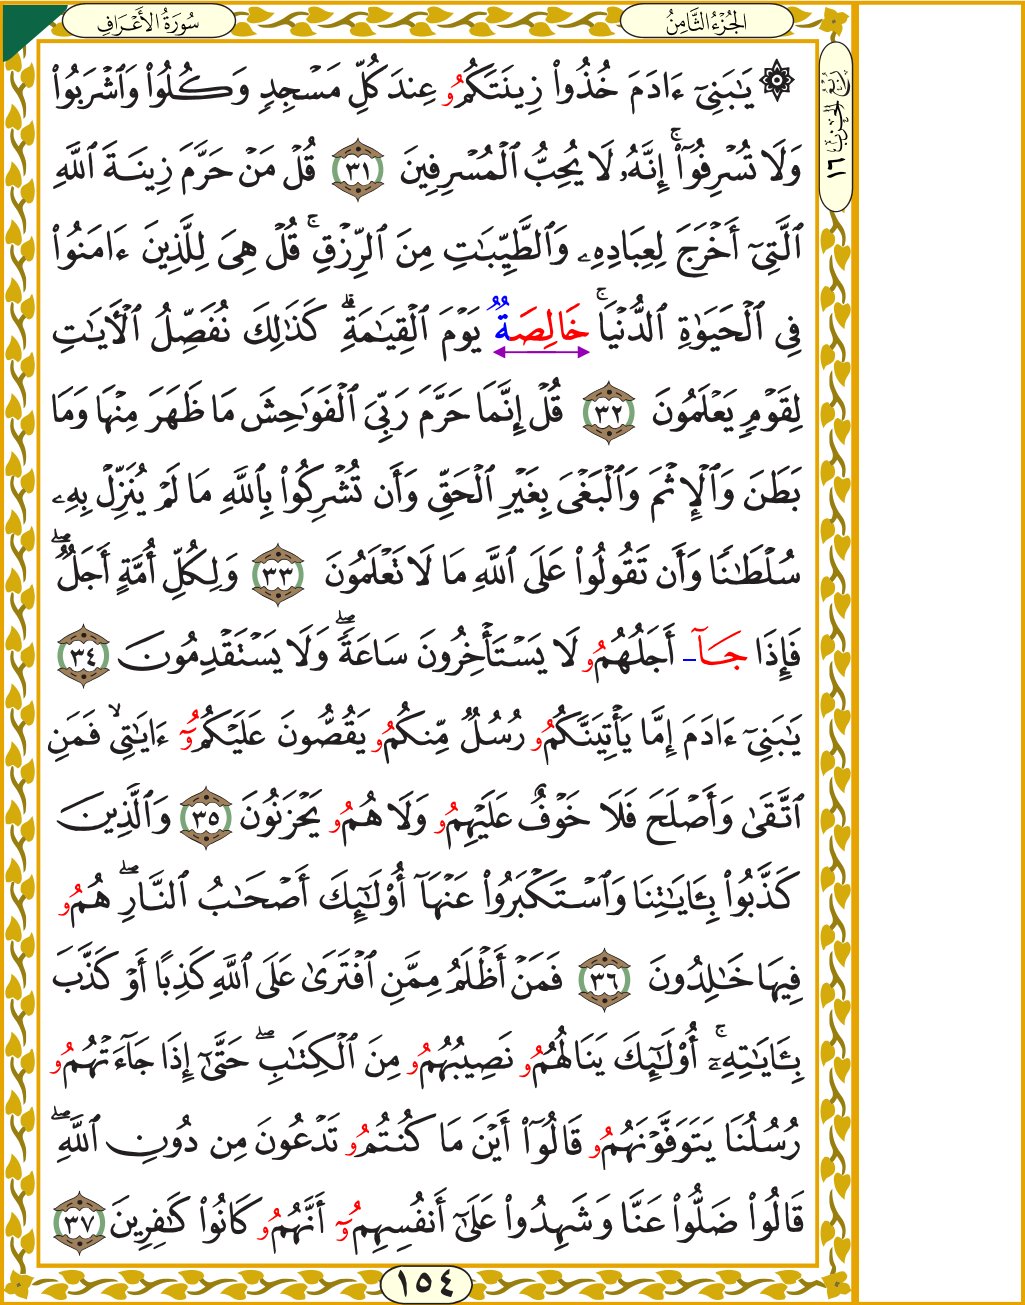 سُورَةُ الأَعْرَافِ
الجُزْءُ الثَّامِنُ
۞ يَٰبَنِىٓ ءَادَمَ خُذُوا۟ زِينَتَكُمُۥ عِندَ كُلِّ مَسْجِدٍ وَكُلُوا۟ وَٱشْرَبُوا۟
وَلَا تُسْرِفُوٓا۟ۚ إِنَّهُۥ لَا يُحِبُّ ٱلْمُسْرِفِينَ ٣١ قُلْ مَنْ حَرَّمَ زِينَةَ ٱللَّهِ
ٱلَّتِىٓ أَخْرَجَ لِعِبَادِهِۦ وَٱلطَّيِّبَٰتِ مِنَ ٱلرِّزْقِۚ قُلْ هِىَ لِلَّذِينَ ءَامَنُوا۟
فِى ٱلْحَيَوٰةِ ٱلدُّنْيَاۚ خَالِصَةٌ يَوْمَ ٱلْقِيَٰمَةِۗ كَذَٰلِكَ نُفَصِّلُ ٱلْأَيَٰتِ
لِقَوْمٍ يَعْلَمُونَ ٣٢ قُلْ إِنَّمَا حَرَّمَ رَبِّىَ ٱلْفَوَٰحِشَ مَا ظَهَرَ مِنْهَا وَمَا
بَطَنَ وَٱلْإِثْمَ وَٱلْبَغْىَ بِغَيْرِ ٱلْحَقِّ وَأَن تُشْرِكُوا۟ بِٱللَّهِ مَا لَمْ يُنَزِّلْ بِهِۦ
سُلْطَٰنًا وَأَن تَقُولُوا۟ عَلَى ٱللَّهِ مَا لَا تَعْلَمُونَ ٣٣ وَلِكُلِّ أُمَّةٍ أَجَلٌۖ
فَإِذَا جَآ أَجَلُهُمُۥ لَا يَسْتَأْخِرُونَ سَاعَةًۖ وَلَا يَسْتَقْدِمُونَ ٣٤
يَٰبَنِىٓ ءَادَمَ إِمَّا يَأْتِيَنَّكُمُۥ رُسُلٌ مِّنكُمُۥ يَقُصُّونَ عَلَيْكُمُۥٓ ءَايَٰتِىۙ فَمَنِ
ٱتَّقَىٰ وَأَصْلَحَ فَلَا خَوْفٌ عَلَيْهِمُۥ وَلَا هُمُۥ يَحْزَنُونَ ٣٥ وَٱلَّذِينَ
كَذَّبُوا۟ بِـَٔايَٰتِنَا وَٱسْتَكْبَرُوا۟ عَنْهَآ أُو۟لَٰٓئِكَ أَصْحَٰبُ ٱلنَّارِۖ هُمُۥ
فِيهَا خَٰلِدُونَ ٣٦ فَمَنْ أَظْلَمُ مِمَّنِ ٱفْتَرَىٰ عَلَى ٱللَّهِ كَذِبًا أَوْ كَذَّبَ
بِـَٔايَٰتِهِۦٓۚ أُو۟لَٰٓئِكَ يَنَالُهُمُۥ نَصِيبُهُمُۥ مِنَ ٱلْكِتَٰبِۖ حَتَّىٰٓ إِذَا جَآءَتْهُمُۥ
رُسُلُنَا يَتَوَفَّوْنَهُمُۥ قَالُوٓا۟ أَيْنَ مَا كُنتُمُۥ تَدْعُونَ مِن دُونِ ٱللَّهِۖ
قَالُوا۟ ضَلُّوا۟ عَنَّا وَشَهِدُوا۟ عَلَىٰٓ أَنفُسِهِمُۥٓ أَنَّهُمُۥ كَانُوا۟ كَٰفِرِينَ ٣٧
رُبْعُ الحِزْبِ ١٦
١٥٤